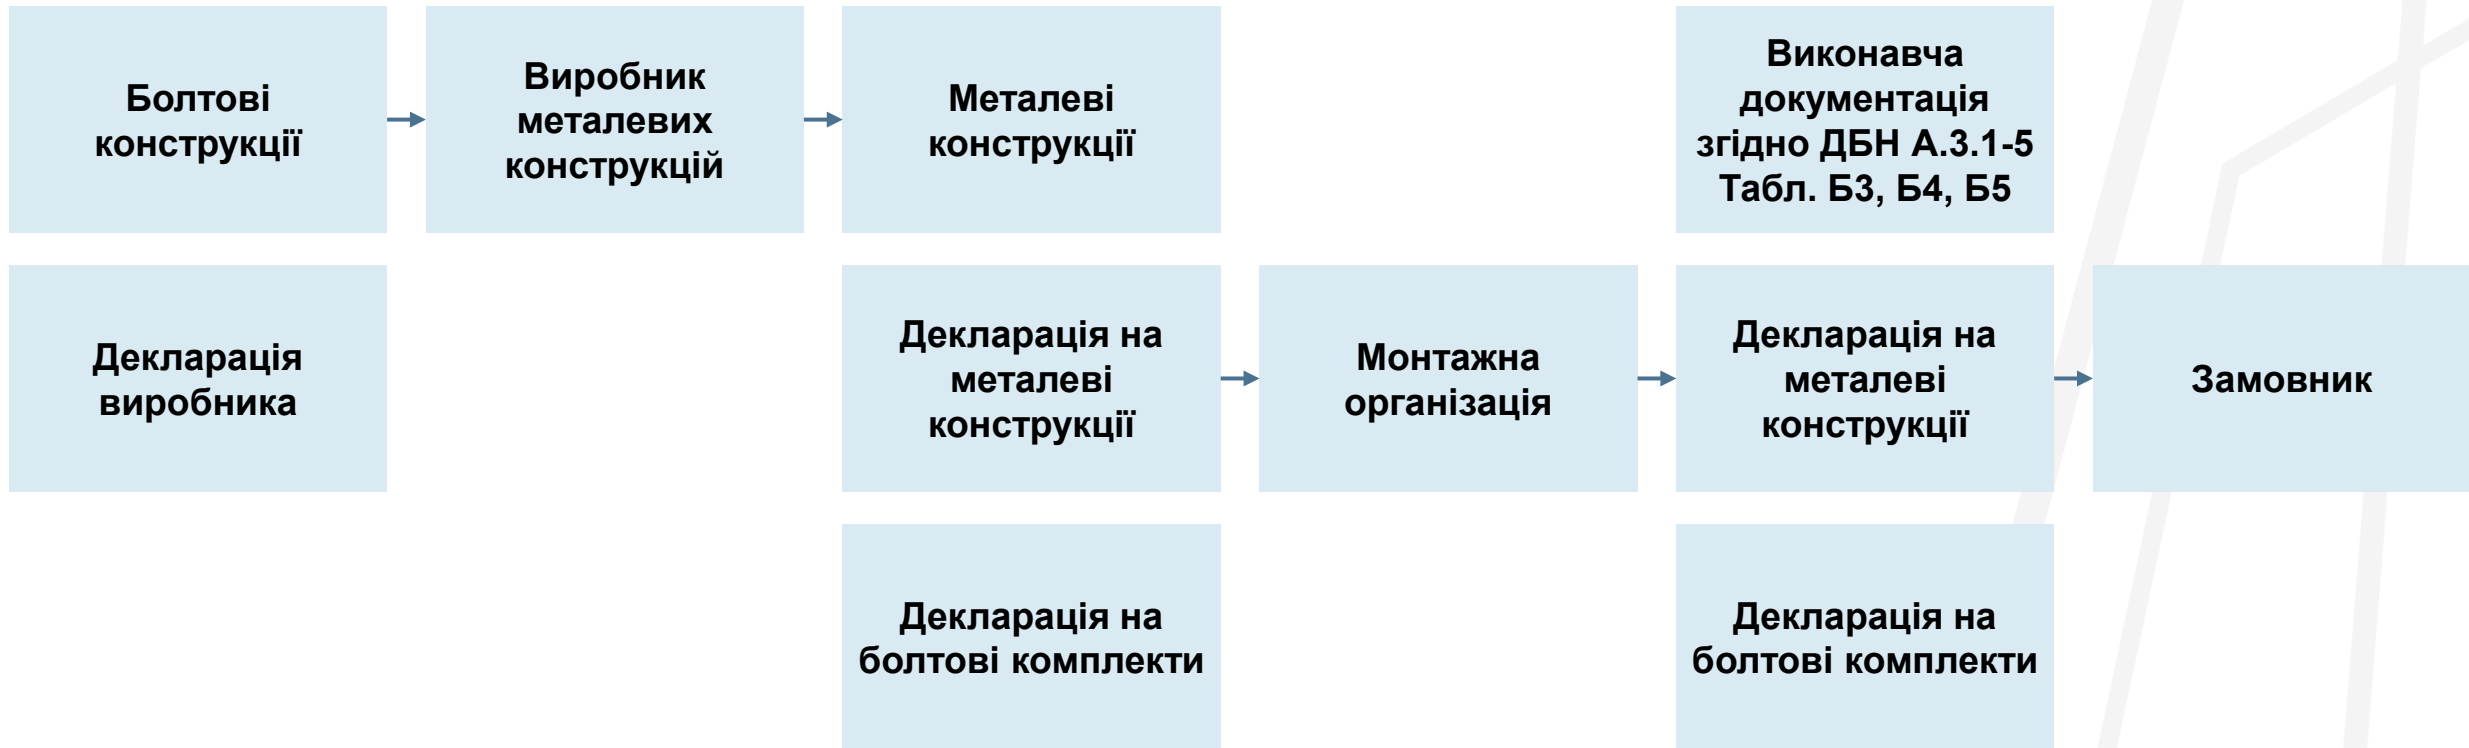 Болтові
конструкції
Виробник
металевих
конструкцій
Металеві
конструкції
Виконавча
документація
згідно ДБН А.3.1-5
Табл. Б3, Б4, Б5
Декларація
виробника
Декларація на
металеві
конструкції
Монтажна
організація
Декларація на
металеві
конструкції
Замовник
Декларація на
болтові комплекти
Декларація на
болтові комплекти